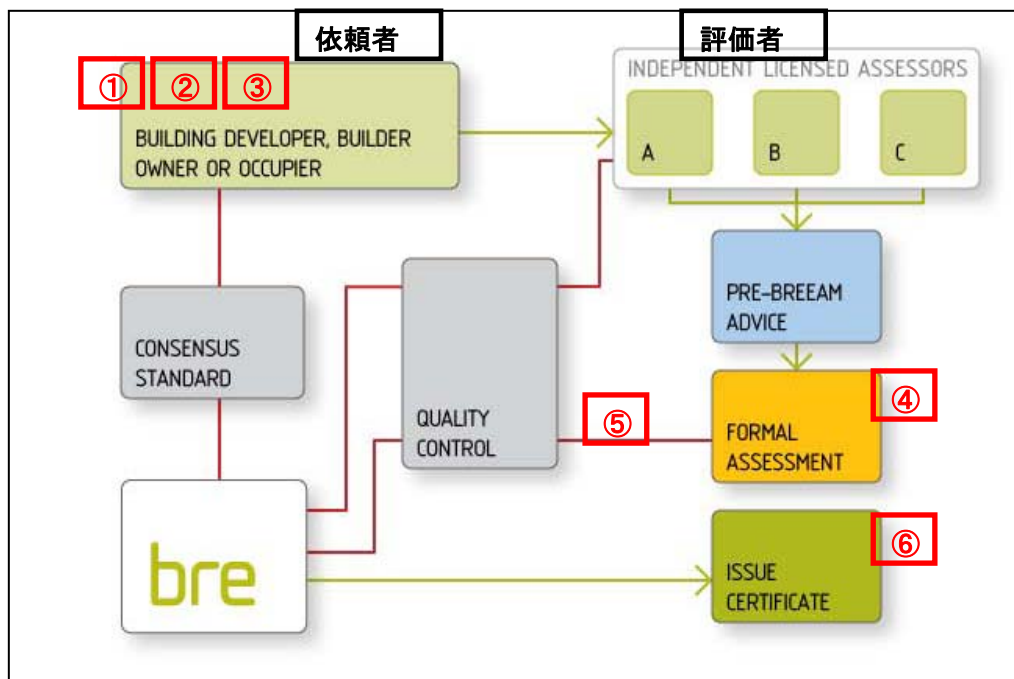 依頼者
評価者
① ② ③
BUILDING DEVELOPER, BUILDER
OWNER OR OCCUPIER
INDEPENDENT LICENSED ASSESSORS
A B C
PRE-BREEAM
ADVICE
CONSENSUS
STANDARD
QUALITY
CONTROL
⑤
④
FORMAL
ASSESSMENT
bre
⑥
ISSUE
CERTIFICATE